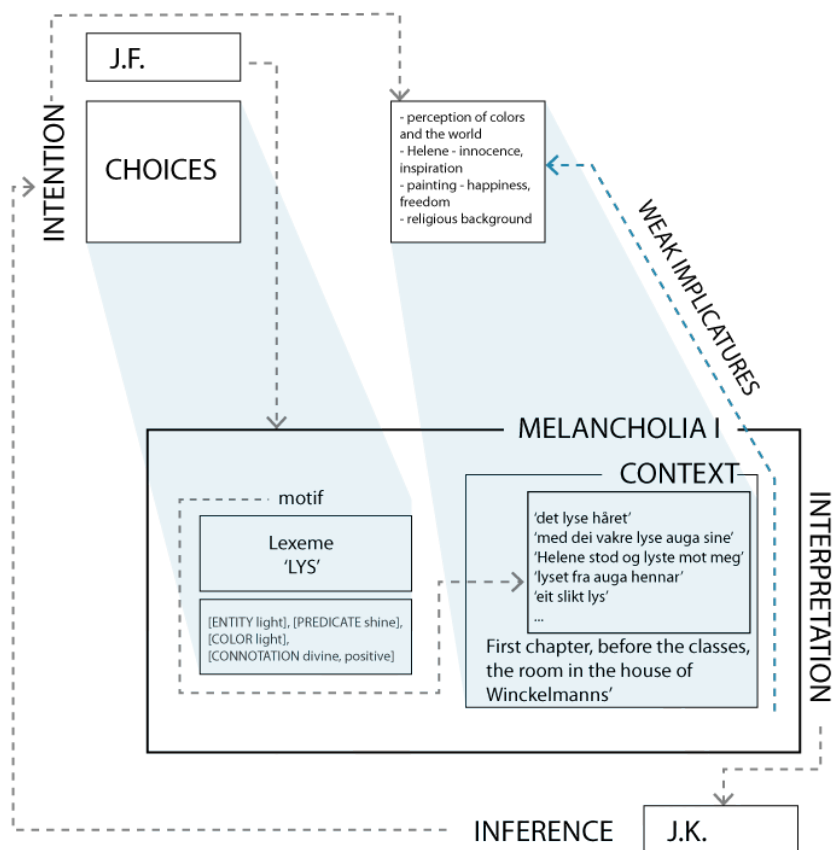 J.F.
INTENTION
CHOICES
- perception of colors
and the world
- Helene - innocence,
inspiration
- painting - happiness,
freedom
- religious background
WEAK IMPLICATURES
MELANCHOLIA I
motif
Lexeme
'LYS'
[ENTITY light], [PREDICATE shine],
[COLOR light],
[CONNOTATION divine, positive]
CONTEXT
'det lyse håret'
'med dei vakre lyse auga sine'
'Helene stod og lyste mot meg'
'lyset fra auga hennar'
'eit slikt lys'
...
First chapter, before the classes,
the room in the house of
Winckelmanns'
INTERPRETATION
INFERENCE
J.K.